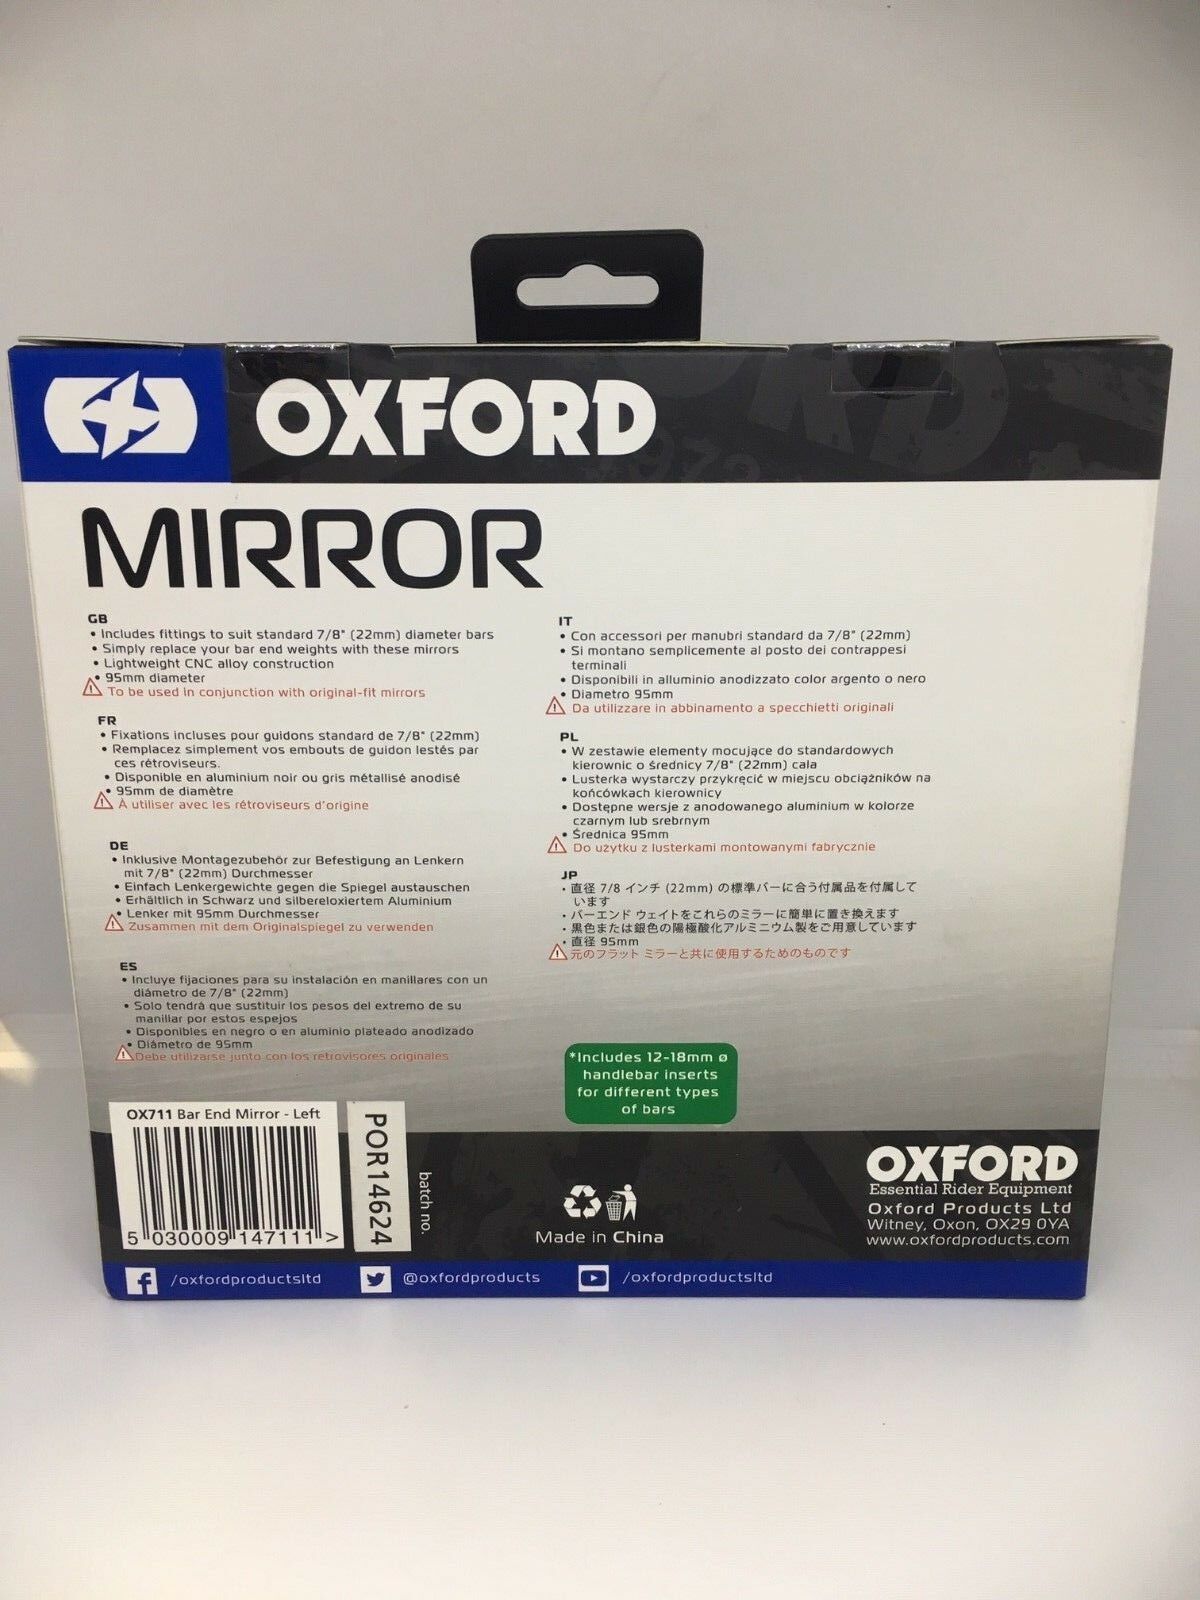 OXFORD
MIRROR
GB
• Includes fittings to suit standard 7/8" (22mm) diameter bars
• Simply replace your bar end weights with these mirrors
• Lightweight CNC alloy construction
• 95mm diameter
To be used in conjunction with original-fit mirrors
FR
• Fixations incluses pour guidons standard de 7/8" (22mm)
• Remplacez simplement vos embouts de guidon lestés par
ces rétroviseurs.
• Disponible en aluminium noir ou gris métallisé anodisé
• 95mm de diamètre
À utiliser avec les rétroviseurs d'origine
DE
• Inklusive Montagezubehör zur Befestigung an Lenkern
mit 7/8" (22mm) Durchmesser
• Einfach Lenkergewichte gegen die Spiegel austauschen
• Erhältlich in Schwarz und silbereloxiertem Aluminium
• Lenker mit 95mm Durchmesser
Zusammen mit dem Originalspiegel zu verwenden
ES
• Incluye fijaciones para su instalación en manillares con un
diámetro de 7/8" (22mm)
• Solo tendrá que sustituir los pesos del extremo de su
manillar por estos espejos
• Disponibles en negro o en aluminio plateado anodizado
• Diámetro de 95mm
Debe utilizarse junto con los retrovisores originales
IT
• Con accessori per manubri standard da 7/8" (22mm)
• Si montano semplicemente al posto dei contrappesi
terminali
• Disponibili in alluminio anodizzato color argento o nero
• Diametro 95mm
Da utilizzare in abbinamento a specchietti originali
PL
• W zestawie elementy mocujące do standardowych
kierownic o średnicy 7/8" (22mm) cala
• Lusterka wystarczy przykręcić w miejscu obciążników na
końcówkach kierownicy
• Dostępne wersje z anodowanego aluminium w kolorze
czarnym lub srebrnym
• Średnica 95mm
Do użytku z lusterkami montowanymi fabrycznie
JP
・直径 7/8 インチ (22mm) の標準バーに合う付属品を付属して
います
・バーエンド ウェイトをこれらのミラーに簡単に置き換えます
・黒色または銀色の陽極酸化アルミニウム製をご用意しています
・直径 95mm
元のフラット ミラーと共に使用するためのものです
*Includes 12-18mm ø
handlebar inserts
for different types
of bars
OX711 Bar End Mirror - Left
5 030009 147111 >
POR14624
batch no.
Made in China
OXFORD
Essential Rider Equipment
Oxford Products Ltd
Witney, Oxon, OX29 0YA
www.oxfordproducts.com
/oxfordproductsltd
@oxfordproducts
/oxfordproductsltd